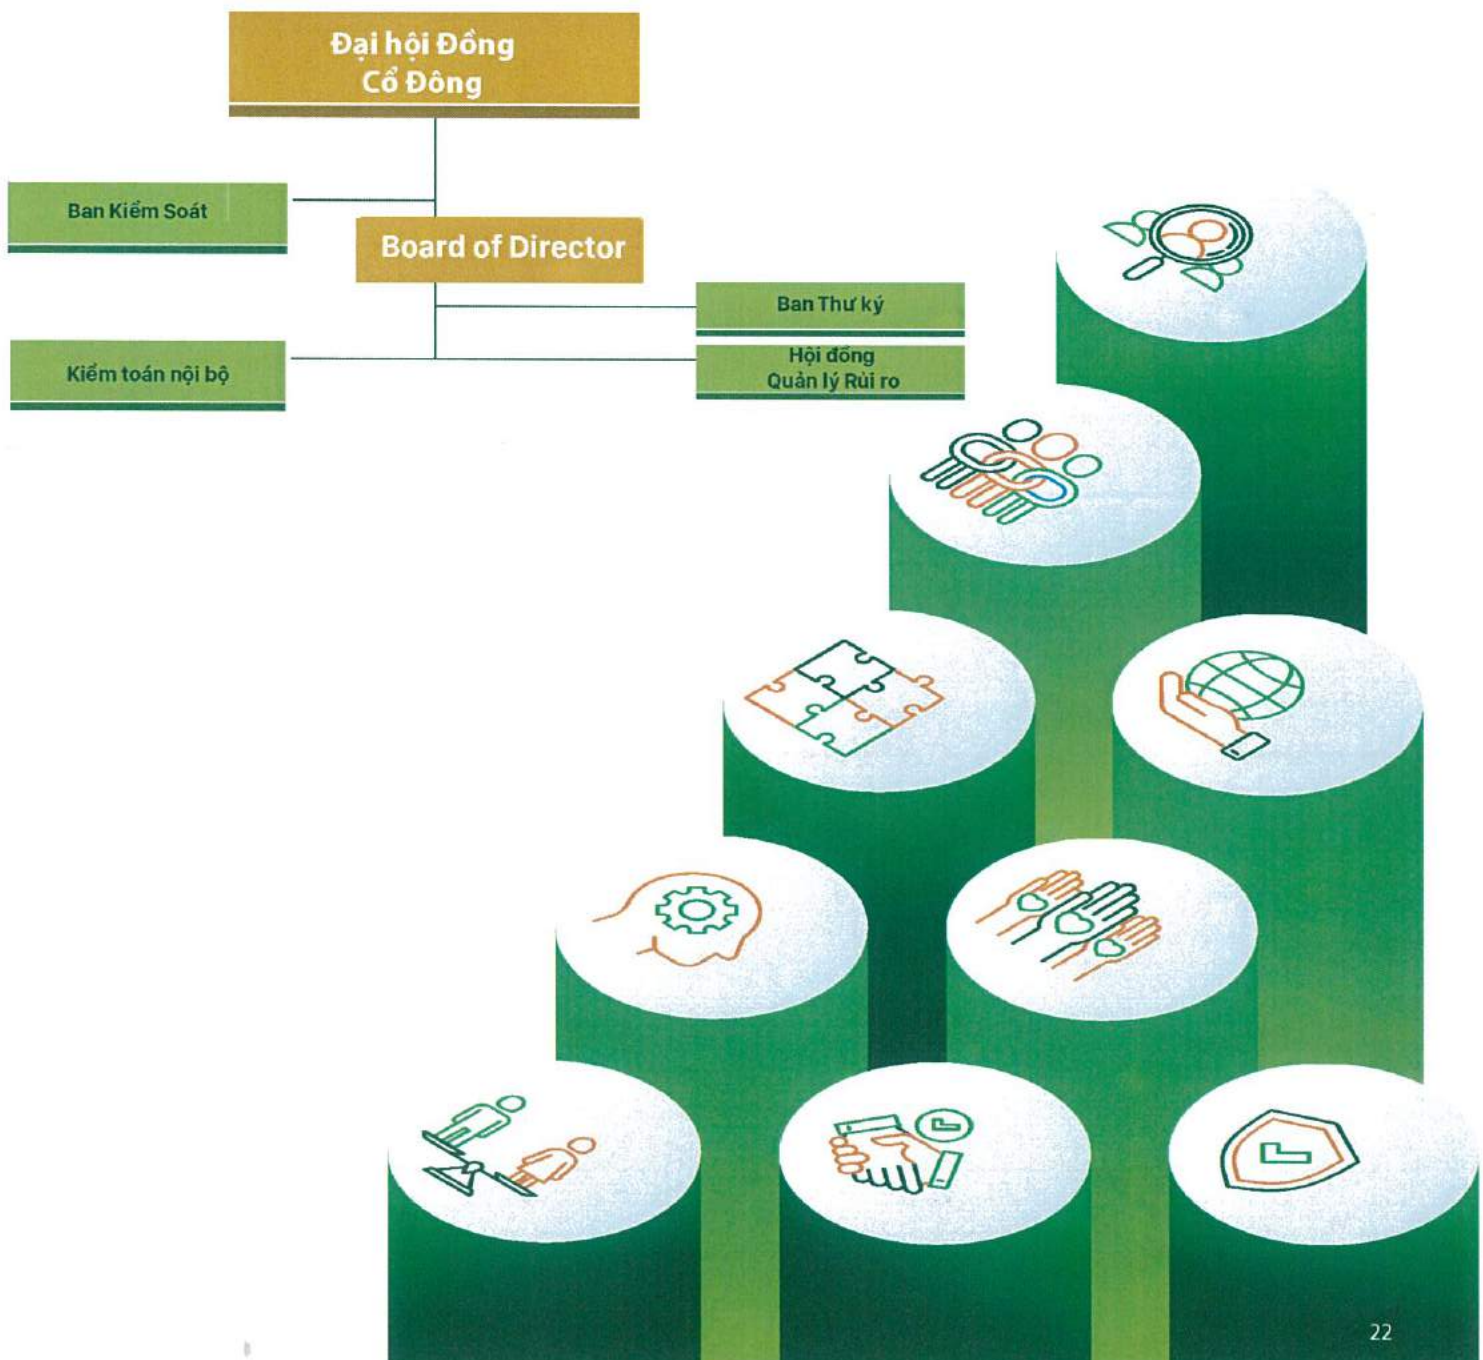 Đại hội Đồng
Cổ Đông
Ban Kiểm Soát
Board of Director
Ban Thư ký
Kiểm toán nội bộ
Hội đồng
Quản lý Rủi ro
22